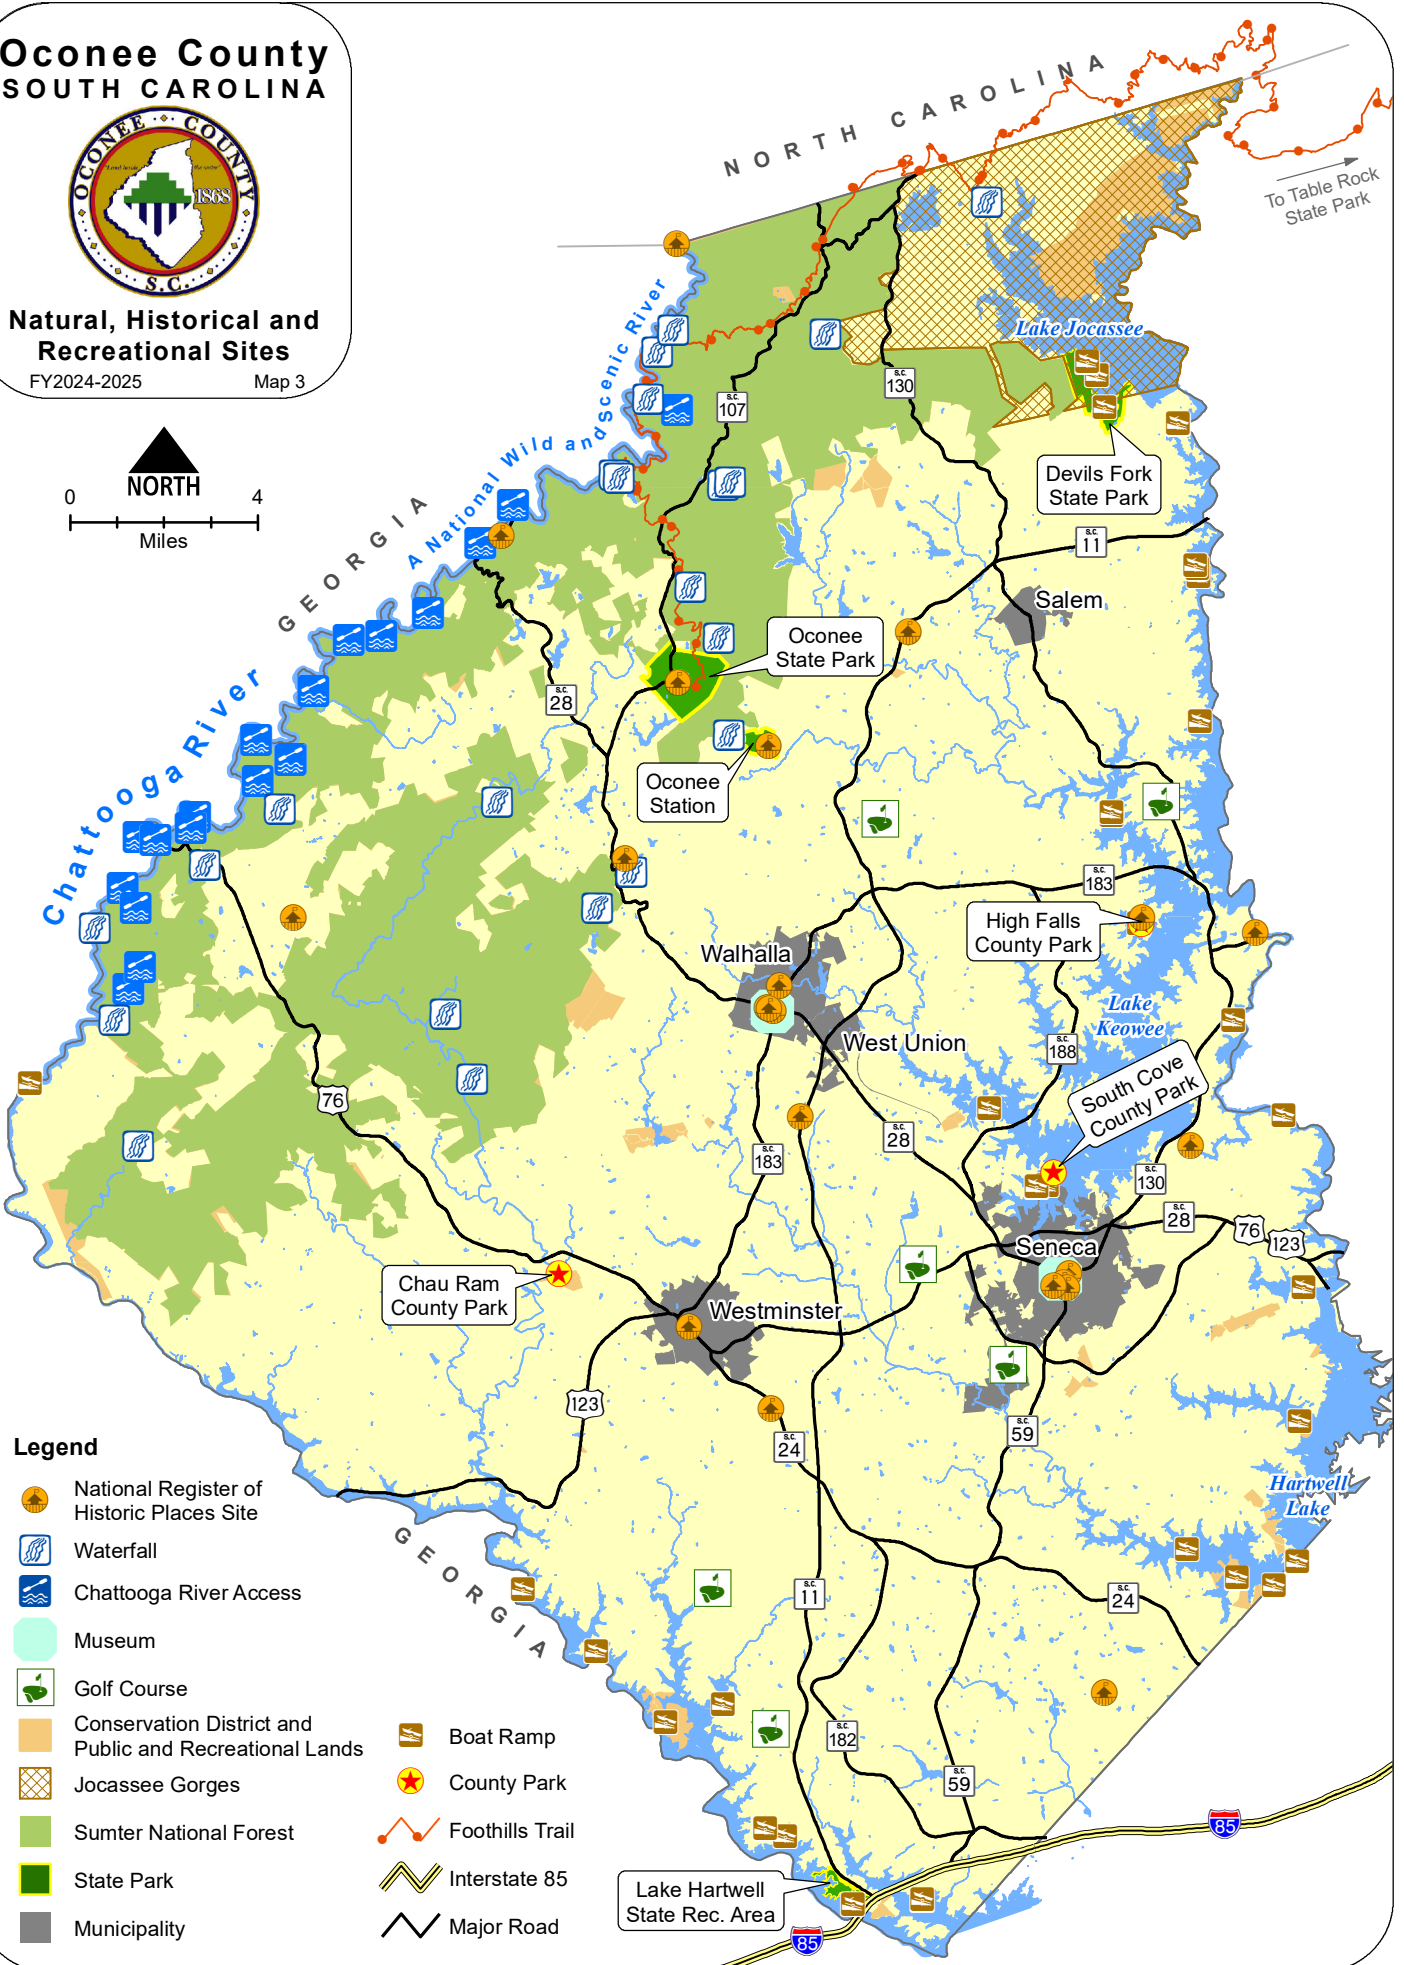 Oconee County
SOUTH CAROLINA
OCONEE COUNTY
1868
S.C.
Natural, Historical and
Recreational Sites
FY2024-2025 Map 3
0 NORTH 4
Miles
NORTH CAROLINA
To Table Rock
State Park
GEORGIA
Chattooga River
A National Wild and Scenic River
Lake Jocassee
S.C.
107
S.C.
130
Devils Fork
State Park
S.C.
11
Salem
Oconee
State Park
S.C.
28
Oconee
Station
S.C.
183
High Falls
County Park
Walhalla
West Union
Lake
Keowee
S.C.
188
South Cove
County Park
76
S.C.
28
S.C.
183
S.C.
130
S.C.
28
76
123
Seneca
Chau Ram
County Park
Westminster
123
S.C.
24
S.C.
59
Hartwell
Lake
GEORGIA
S.C.
11
S.C.
24
S.C.
182
S.C.
59
85
Lake Hartwell
State Rec. Area
85
Legend
National Register of
Historic Places Site
Waterfall
Chattooga River Access
Museum
Golf Course
Conservation District and
Public and Recreational Lands
Jocassee Gorges
Sumter National Forest
State Park
Municipality
Boat Ramp
County Park
Foothills Trail
Interstate 85
Major Road